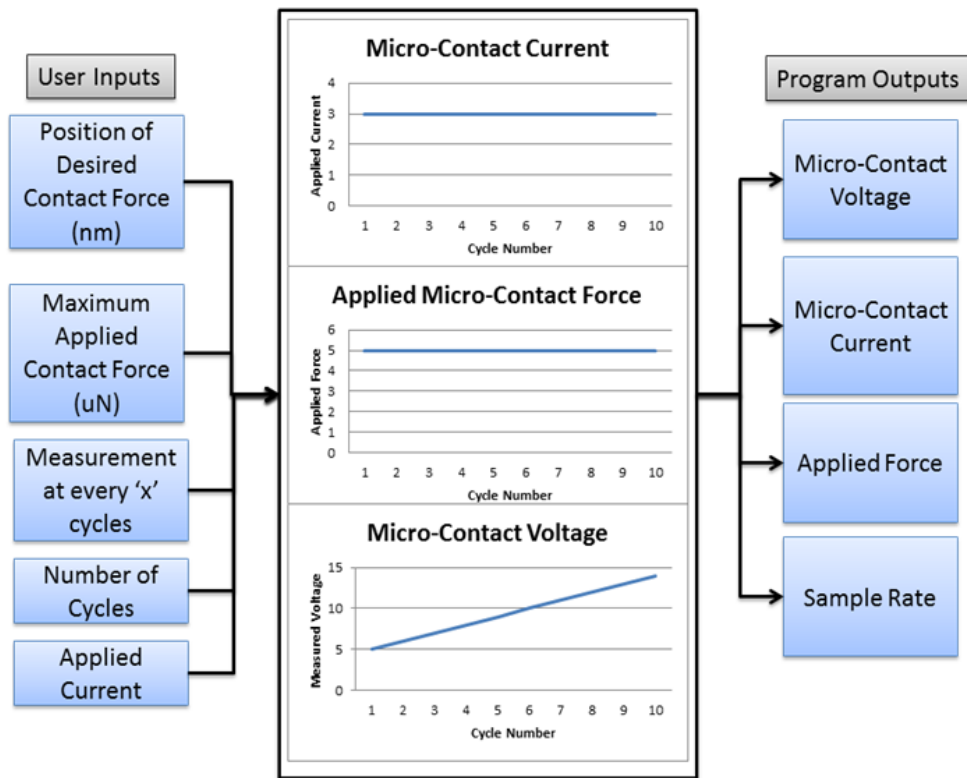 User Inputs
Position of
Desired
Contact Force
(nm)
Maximum
Applied
Contact Force
(uN)
Measurement
at every ‘x’
cycles
Number of
Cycles
Applied
Current
Micro-Contact Current
Applied Current
4
3
2
1
0
1 2 3 4 5 6 7 8 9 10
Cycle Number
Applied Micro-Contact Force
Applied Force
6
5
4
3
2
1
0
1 2 3 4 5 6 7 8 9 10
Cycle Number
Micro-Contact Voltage
Measured Voltage
15
10
5
0
1 2 3 4 5 6 7 8 9 10
Cycle Number
Program Outputs
Micro-Contact
Voltage
Micro-Contact
Current
Applied Force
Sample Rate